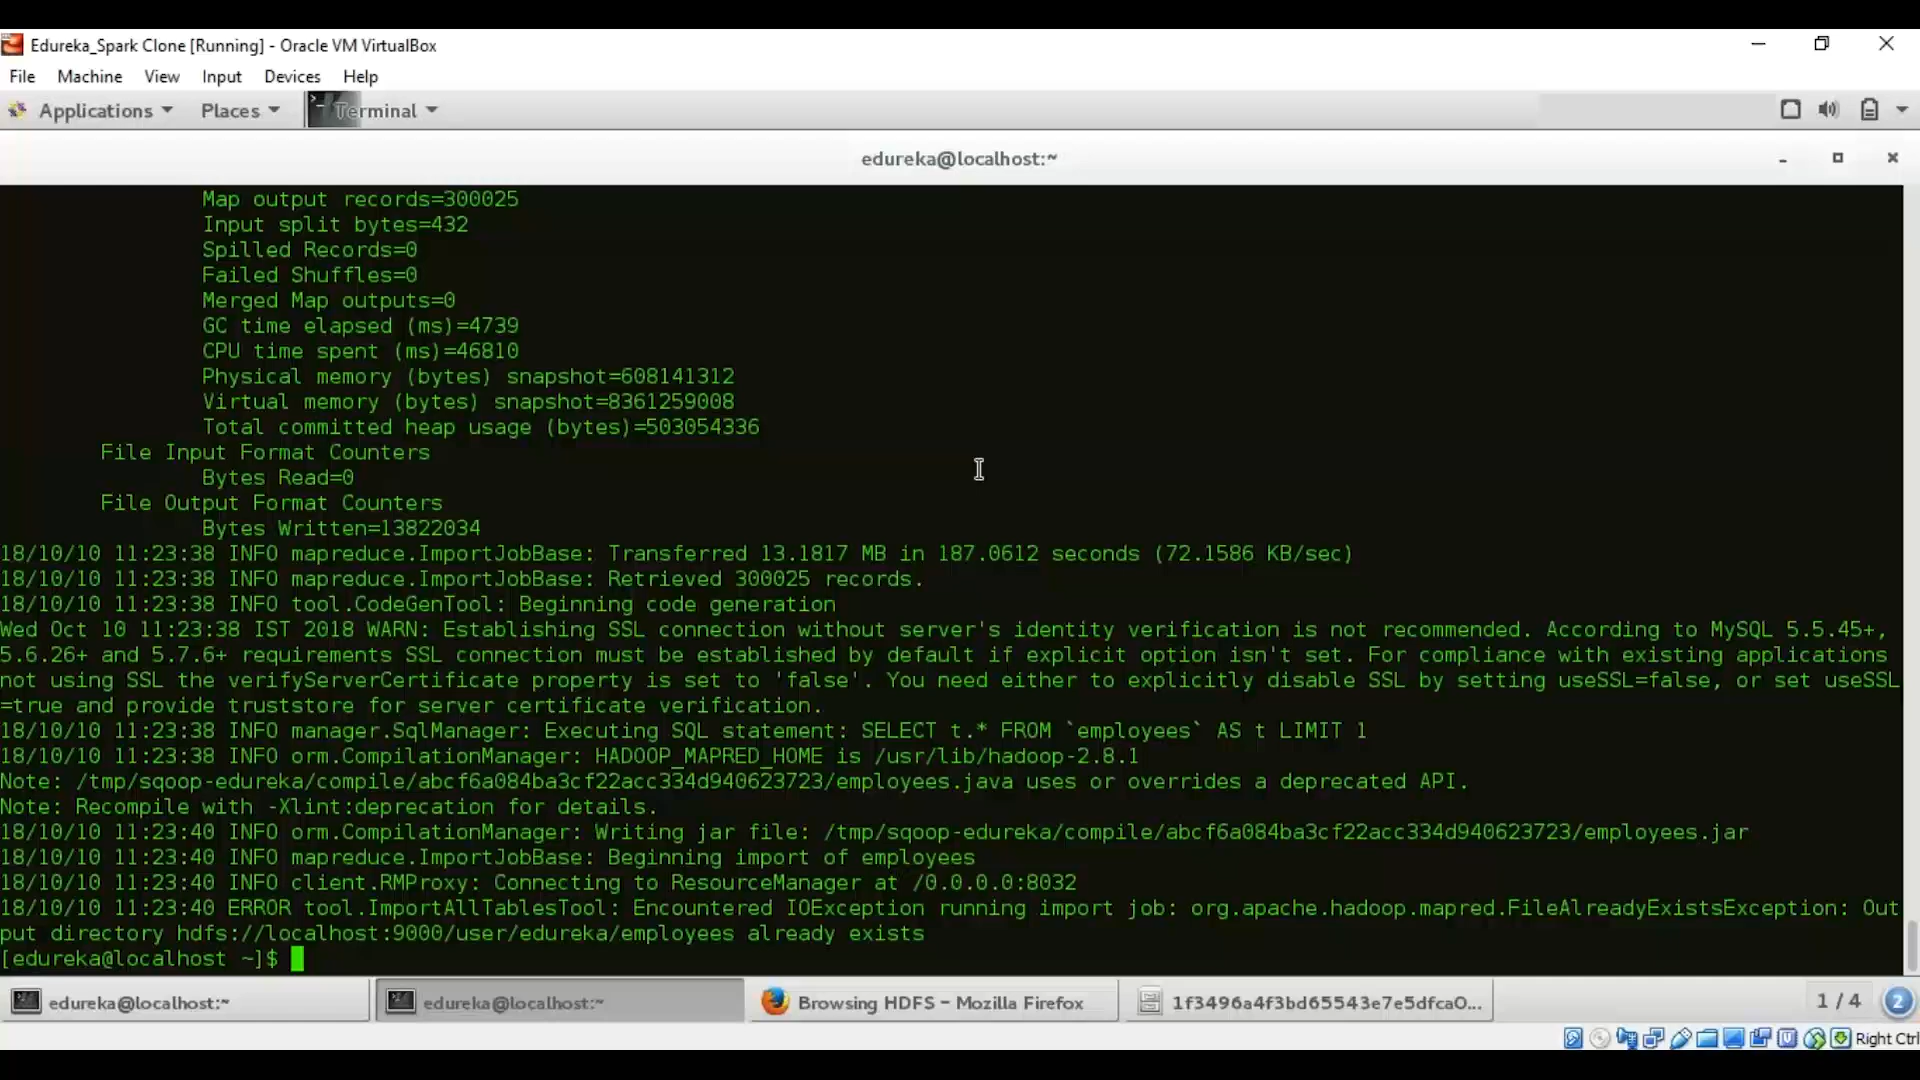 Edureka_Spark Clone [Running] - Oracle VM VirtualBox
File Machine View Input Devices Help
Applications Places Terminal
edureka@localhost:~
Map output records=300025
Input split bytes=432
Spilled Records=0
Failed Shuffles=0
Merged Map outputs=0
GC time elapsed (ms)=4739
CPU time spent (ms)=46810
Physical memory (bytes) snapshot=608141312
Virtual memory (bytes) snapshot=8361259008
Total committed heap usage (bytes)=503054336
File Input Format Counters
Bytes Read=0
File Output Format Counters
Bytes Written=13822034
18/10/10 11:23:38 INFO mapreduce.ImportJobBase: Transferred 13.1817 MB in 187.0612 seconds (72.1586 KB/sec)
18/10/10 11:23:38 INFO mapreduce.ImportJobBase: Retrieved 300025 records.
18/10/10 11:23:38 INFO tool.CodeGenTool: Beginning code generation
Wed Oct 10 11:23:38 IST 2018 WARN: Establishing SSL connection without server's identity verification is not recommended. According to MySQL 5.5.45+,
5.6.26+ and 5.7.6+ requirements SSL connection must be established by default if explicit option isn't set. For compliance with existing applications
not using SSL the verifyServerCertificate property is set to 'false'. You need either to explicitly disable SSL by setting useSSL=false, or set useSSL
=true and provide truststore for server certificate verification.
18/10/10 11:23:38 INFO manager.SqlManager: Executing SQL statement: SELECT t.* FROM `employees` AS t LIMIT 1
18/10/10 11:23:38 INFO orm.CompilationManager: HADOOP_MAPRED_HOME is /usr/lib/hadoop-2.8.1
Note: /tmp/sqoop-edureka/compile/abcf6a084ba3cf22acc334d940623723/employees.java uses or overrides a deprecated API.
Note: Recompile with -Xlint:deprecation for details.
18/10/10 11:23:40 INFO orm.CompilationManager: Writing jar file: /tmp/sqoop-edureka/compile/abcf6a084ba3cf22acc334d940623723/employees.jar
18/10/10 11:23:40 INFO mapreduce.ImportJobBase: Beginning import of employees
18/10/10 11:23:40 INFO client.RMProxy: Connecting to ResourceManager at /0.0.0.0:8032
18/10/10 11:23:40 ERROR tool.ImportAllTablesTool: Encountered IOException running import job: org.apache.hadoop.mapred.FileAlreadyExistsException: Out
put directory hdfs://localhost:9000/user/edureka/employees already exists
[edureka@localhost ~]$
edureka@localhost:~ edureka@localhost:~ Browsing HDFS - Mozilla Firefox 1f3496a4f3bd65543e7e5dfca0... 1 / 4 2
Right Ctrl